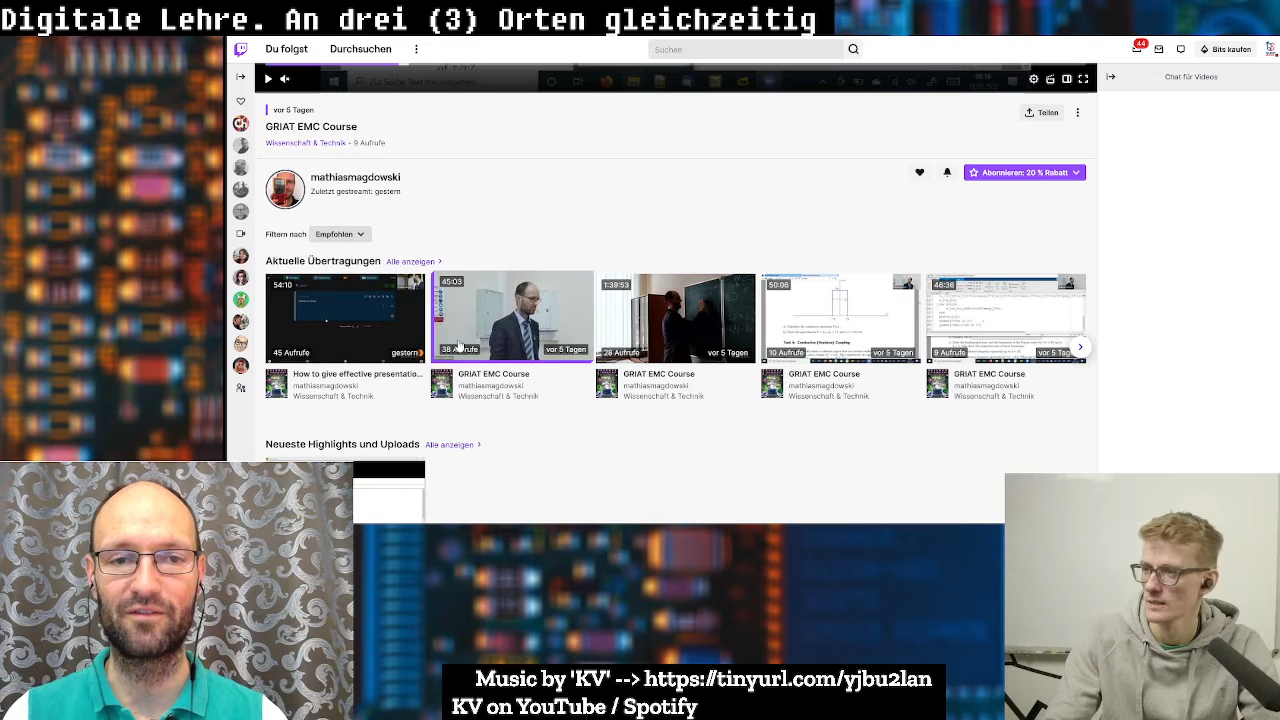 Digitale Lehre. An drei (3) Orten gleichzeitig
Du folgst
Durchsuchen
Suchen
44
Bits kaufen
Zur Suche Text hier eingeben
Chat für Videos
vor 5 Tagen
GRIAT EMC Course
Wissenschaft & Technik • 9 Aufrufe
Teilen
mathiasmagdowski
Zuletzt gestreamt: gestern
Abonnieren: 20 % Rabatt
Filtern nach
Empfohlen
Aktuelle Übertragungen
Alle anzeigen
54:10
45:03
1:39:53
50:06
46:36
Aufrufe
gestern
38 Aufrufe
vor 5 Tagen
28 Aufrufe
vor 5 Tagen
10 Aufrufe
vor 5 Tagen
9 Aufrufe
vor 5 Tagen
How to give effective presentatio...
mathiasmagdowski
Wissenschaft & Technik
GRIAT EMC Course
mathiasmagdowski
Wissenschaft & Technik
GRIAT EMC Course
mathiasmagdowski
Wissenschaft & Technik
GRIAT EMC Course
mathiasmagdowski
Wissenschaft & Technik
GRIAT EMC Course
mathiasmagdowski
Wissenschaft & Technik
Neueste Highlights und Uploads
Alle anzeigen
Music by 'KV' --> https://tinyurl.com/yjbu2lan
KV on YouTube / Spotify